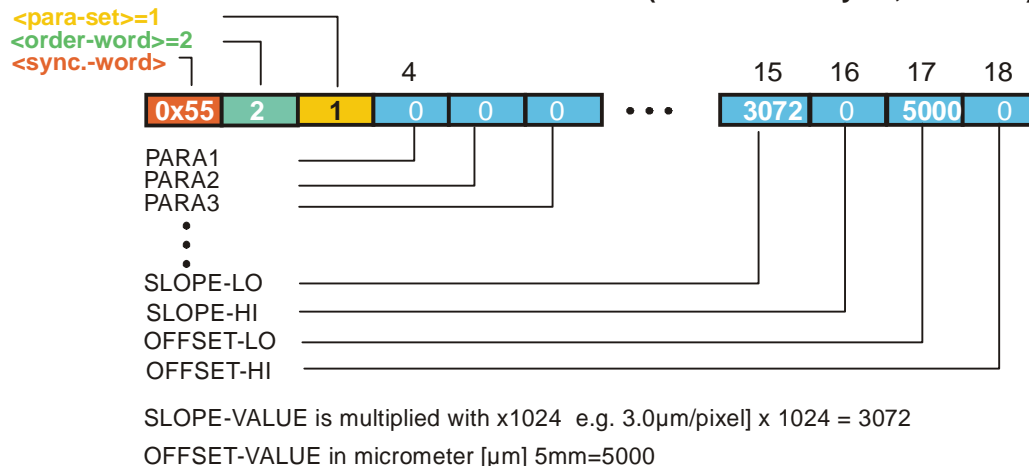 <para-set>=1
<order-word>=2
<sync.-word>
4 15 16 17 18
0x55 2 1 0 0 0 ••• 3072 0 5000 0
PARA1
PARA2
PARA3
SLOPE-LO
SLOPE-HI
OFFSET-LO
OFFSET-HI
SLOPE-VALUE is multiplied with x1024 e.g. 3.0µm/pixel] x 1024 = 3072
OFFSET-VALUE in micrometer [µm] 5mm=5000